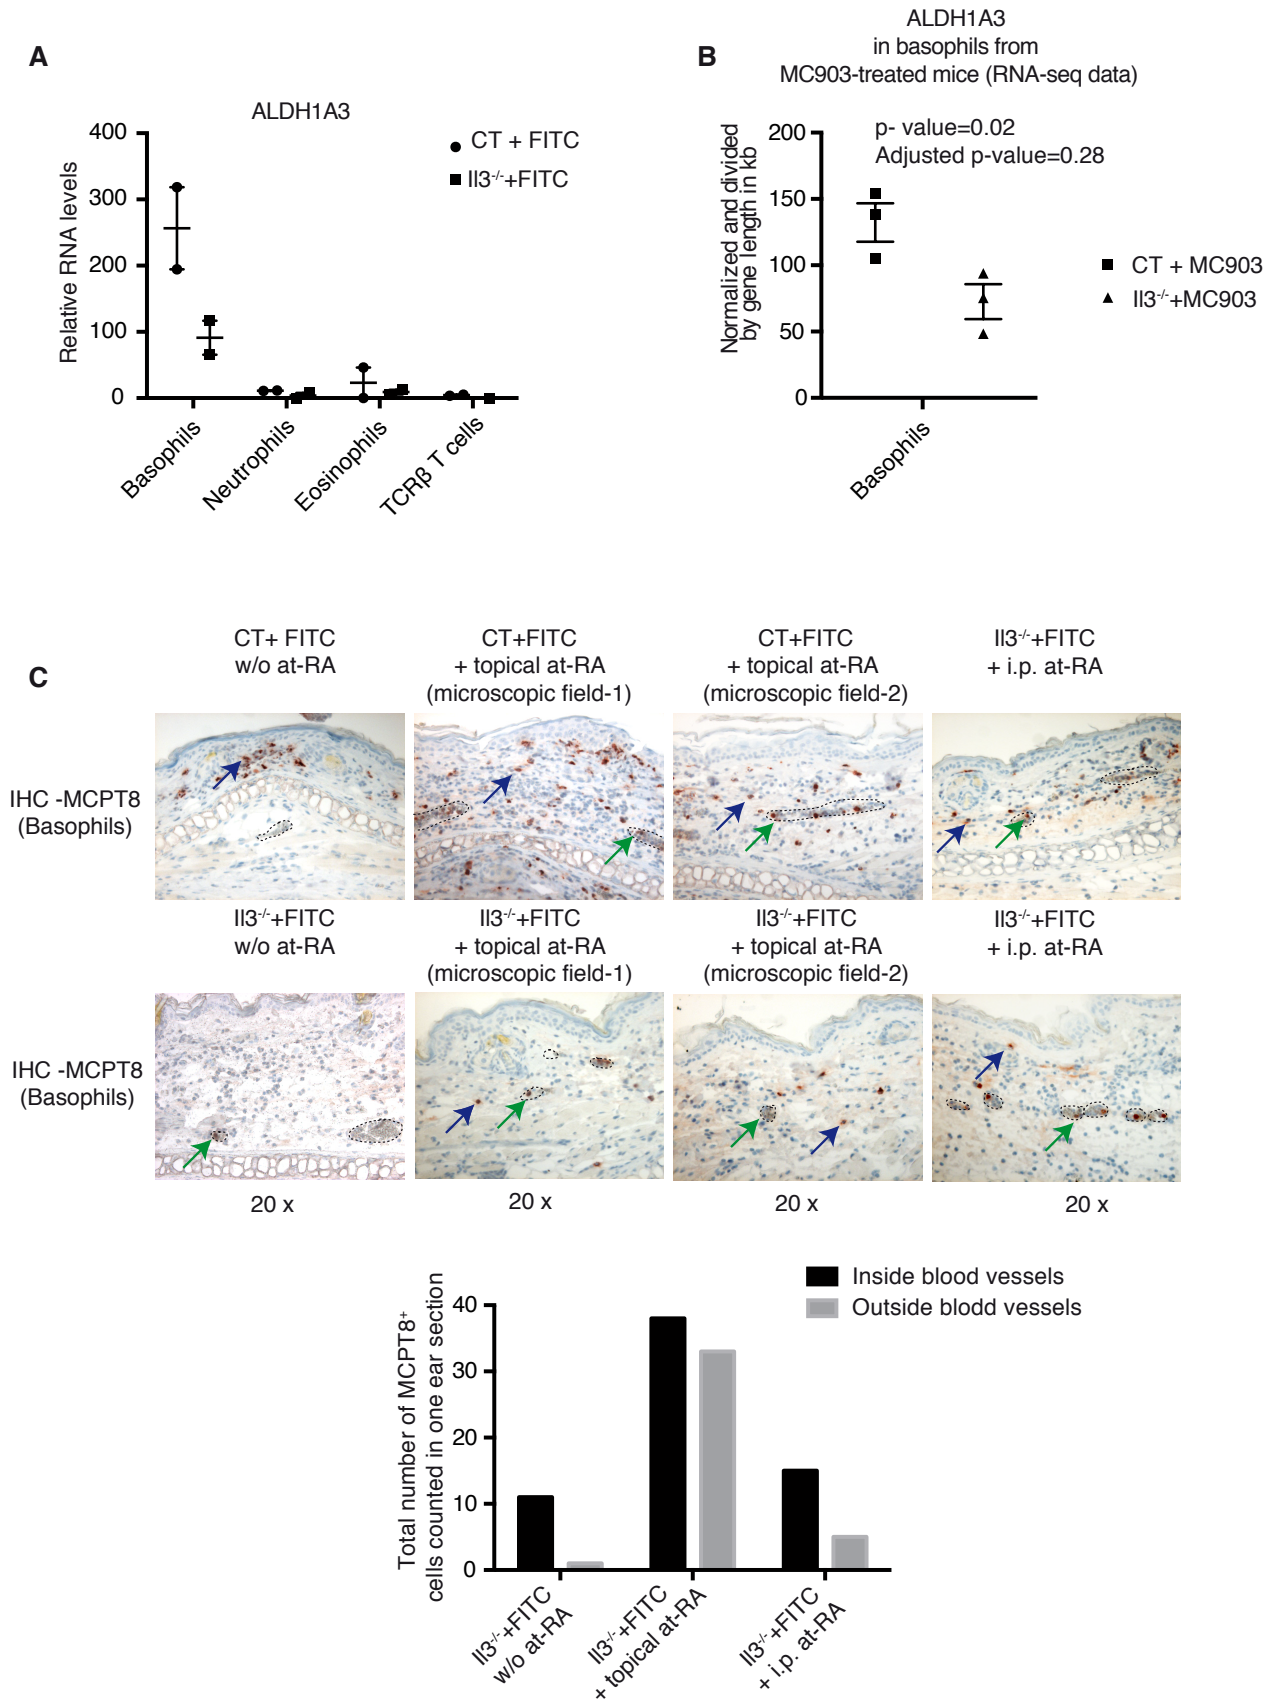 A
ALDH1A3
400
300
200
100
0
Relative RNA levels
CT + FITC
Il3-/-+FITC
Basophils
Neutrophils
Eosinophils
TCRβ T cells
B
ALDH1A3
in basophils from
MC903-treated mice (RNA-seq data)
p- value=0.02
Adjusted p-value=0.28
200
150
100
50
0
Normalized and divided
by gene length in kb
CT + MC903
Il3-/-+MC903
Basophils
C
CT+ FITC
w/o at-RA
CT+FITC
+ topical at-RA
(microscopic field-1)
CT+FITC
+ topical at-RA
(microscopic field-2)
Il3-/-+FITC
+ i.p. at-RA
IHC -MCPT8
(Basophils)
Il3-/-+FITC
w/o at-RA
Il3-/-+FITC
+ topical at-RA
(microscopic field-1)
Il3-/-+FITC
+ topical at-RA
(microscopic field-2)
Il3-/-+FITC
+ i.p. at-RA
IHC -MCPT8
(Basophils)
20 x
20 x
20 x
20 x
Inside blood vessels
Outside blodd vessels
Total number of MCPT8+
cells counted in one ear section
40
30
20
10
0
Il3-/-+FITC
w/o at-RA
Il3-/-+FITC
+ topical at-RA
Il3-/-+FITC
+ i.p. at-RA